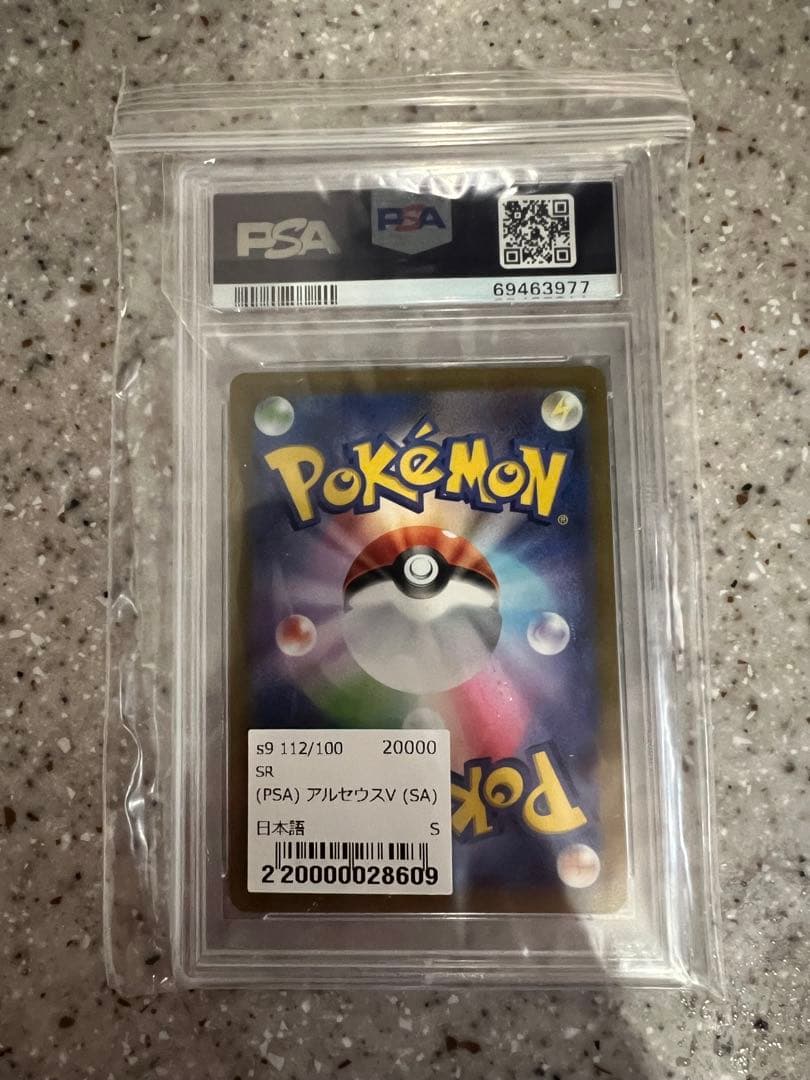 PSA
PSA
69463977
POKéMON
®
s9 112/100 20000
SR
(PSA) アルセウスV (SA)
日本語 S
2 20000028609
POK